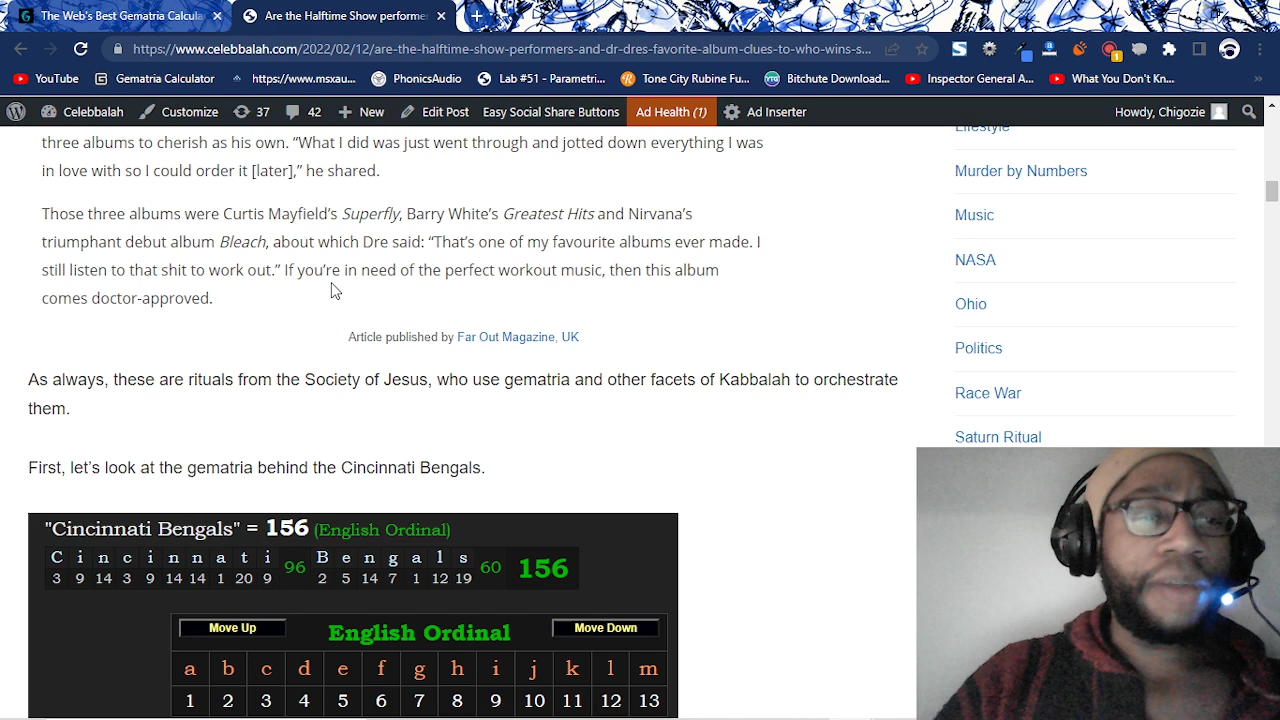 The Web's Best Gematria Calcula
Are the Halftime Show performe
https://www.celebbalah.com/2022/02/12/are-the-halftime-show-performers-and-dr-dres-favorite-album-clues-to-who-wins-s...
YouTube Gematria Calculator https://www.msxau... PhonicsAudio Lab #51 - Parametri... Tone City Rubine Fu... Bitchute Download... Inspector General A... What You Don't Kn... »
Celebbalah Customize 37 42 New Edit Post Easy Social Share Buttons Ad Health (1) Ad Inserter Howdy, Chigozie
three albums to cherish as his own. “What I did was just went through and jotted down everything I was
in love with so I could order it [later],” he shared.
Those three albums were Curtis Mayfield’s Superfly, Barry White’s Greatest Hits and Nirvana’s
triumphant debut album Bleach, about which Dre said: “That’s one of my favourite albums ever made. I
still listen to that shit to work out.” If you’re in need of the perfect workout music, then this album
comes doctor-approved.
Article published by Far Out Magazine, UK
As always, these are rituals from the Society of Jesus, who use gematria and other facets of Kabbalah to orchestrate
them.
First, let’s look at the gematria behind the Cincinnati Bengals.
"Cincinnati Bengals" = 156 (English Ordinal)
C i n c i n n a t i 96 B e n g a l s 60 156
3 9 14 3 9 14 14 1 20 9 2 5 14 7 1 12 19
Move Up English Ordinal Move Down
a b c d e f g h i j k l m
1 2 3 4 5 6 7 8 9 10 11 12 13
Lifestyle
Murder by Numbers
Music
NASA
Ohio
Politics
Race War
Saturn Ritual